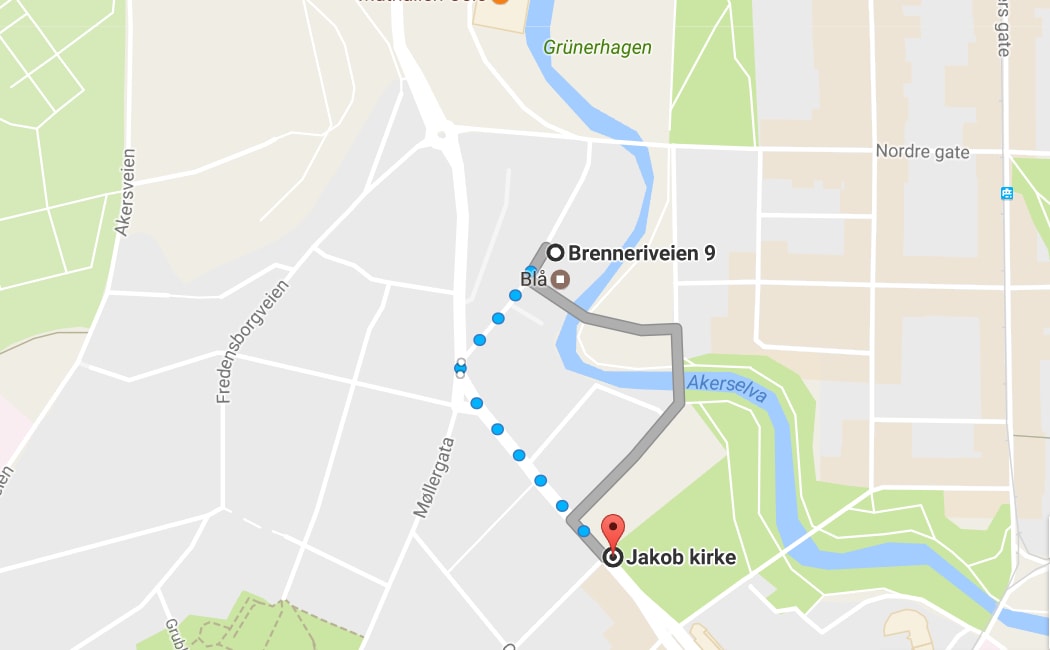 Grünerhagen
Nordre gate
Akersveien
Brenneriveien 9
Blå
Fredensborgveien
Akerselva
Møllergata
Jakob kirke